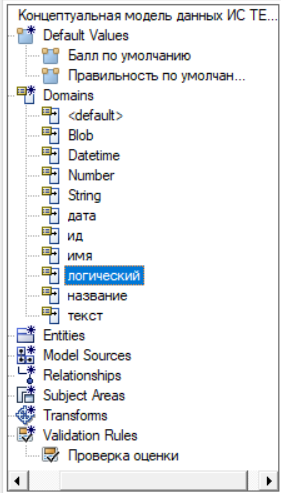 Концептуальная модель данных ИС ТЕ...
Default Values
Балл по умолчанию
Правильность по умолчан...
Domains
<default>
Blob
Datetime
Number
String
дата
ид
имя
логический
название
текст
Entities
Model Sources
Relationships
Subject Areas
Transforms
Validation Rules
Проверка оценки